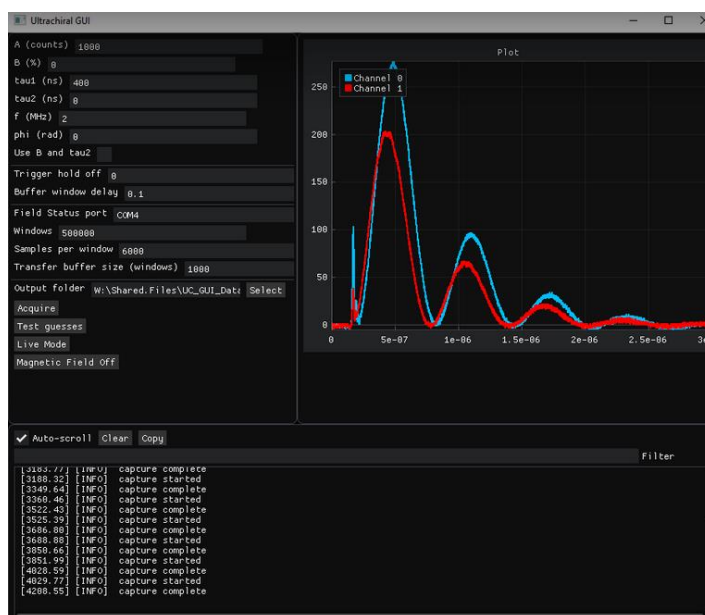 Ultrachiral GUI
A (counts) 1000
B (%) 0
tau1 (ns) 400
tau2 (ns) 0
f (MHz) 2
phi (rad) 0
Use B and tau2
Trigger hold off 0
Buffer window delay 0.1
Field Status port COM4
Windows 500000
Samples per window 6000
Transfer buffer size (windows) 1000
Output folder W:\Shared.Files\UC_GUI_Data Select
Acquire
Test guesses
Live Mode
Magnetic Field Off
Plot
Channel 0
Channel 1
250
200
150
100
50
0
0 5e-07 1e-06 1.5e-06 2e-06 2.5e-06 3e
Auto-scroll Clear Copy
Filter
[3183.77] [INFO] capture complete
[3188.32] [INFO] capture started
[3349.64] [INFO] capture complete
[3360.46] [INFO] capture started
[3522.43] [INFO] capture complete
[3525.39] [INFO] capture started
[3686.80] [INFO] capture complete
[3688.88] [INFO] capture started
[3850.66] [INFO] capture complete
[3851.99] [INFO] capture started
[4028.59] [INFO] capture complete
[4029.77] [INFO] capture started
[4208.55] [INFO] capture complete